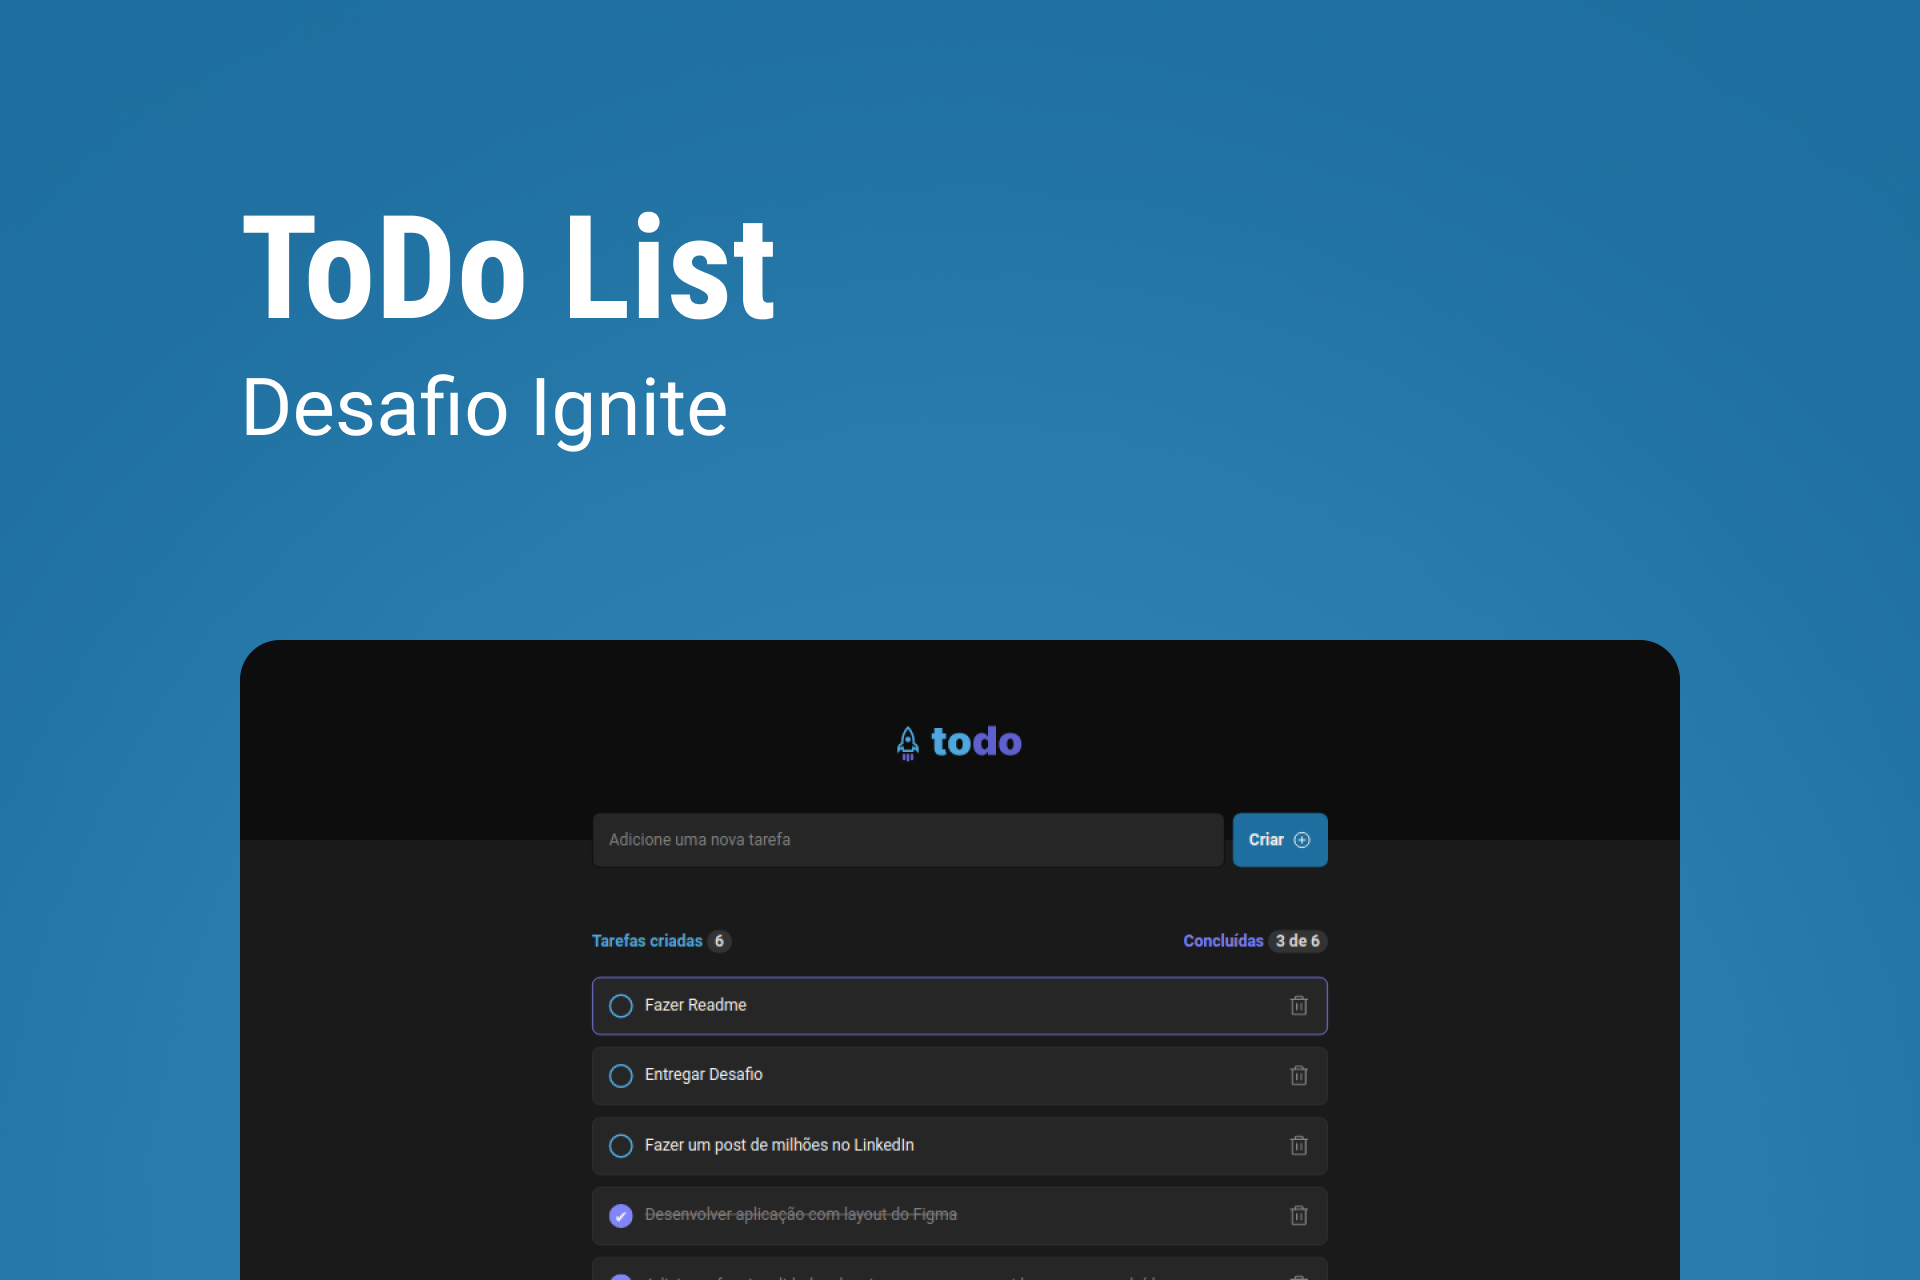 ToDo List
Desafio Ignite
todo
Adicione uma nova tarefa
Criar
Tarefas criadas 6
Concluídas 3 de 6
Fazer Readme
Entregar Desafio
Fazer um post de milhões no LinkedIn
Desenvolver aplicação com layout do Figma